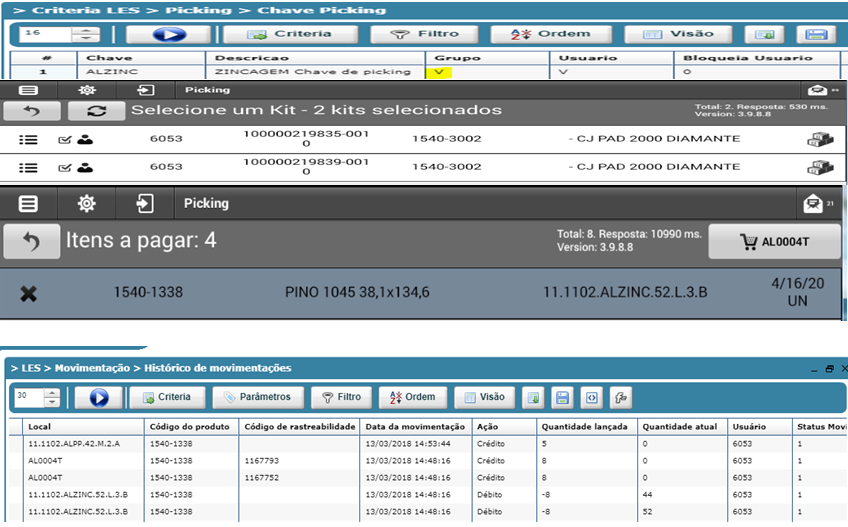 > Criteria LES > Picking > Chave Picking
16 Criteria Filtro Ordem Visão
# Chave Descricao Grupo Usuario Bloqueia Usuario
1 ALZINC ZINCAGEM Chave de picking V V 0
Picking
Selecione um Kit - 2 kits selecionados Total: 2. Resposta: 530 ms.
Version: 3.9.8.8
6053 100000219835-001 1540-3002 - CJ PAD 2000 DIAMANTE
0
6053 100000219839-001 1540-3002 - CJ PAD 2000 DIAMANTE
0
Picking 21
Itens a pagar: 4 Total: 8. Resposta: 10990 ms. AL0004T
Version: 3.9.8.8
1540-1338 PINO 1045 38,1x134,6 11.1102.ALZINC.52.L.3.B 4/16/20
UN
> LES > Movimentação > Histórico de movimentações
30 Criteria Parâmetros Filtro Ordem Visão
Local Código do produto Código de rastreabilidade Data da movimentação Ação Quantidade lançada Quantidade atual Usuário Status Movi
11.1102.ALPP.42.M.2.A 1540-1338 13/03/2018 14:53:44 Crédito 5 0 6053 1
AL0004T 1540-1338 1167793 13/03/2018 14:48:16 Crédito 8 0 6053 1
AL0004T 1540-1338 1167752 13/03/2018 14:48:16 Crédito 8 0 6053 1
11.1102.ALZINC.52.L.3.B 1540-1338 13/03/2018 14:48:16 Débito -8 44 6053 1
11.1102.ALZINC.52.L.3.B 1540-1338 13/03/2018 14:48:16 Débito -8 52 6053 1